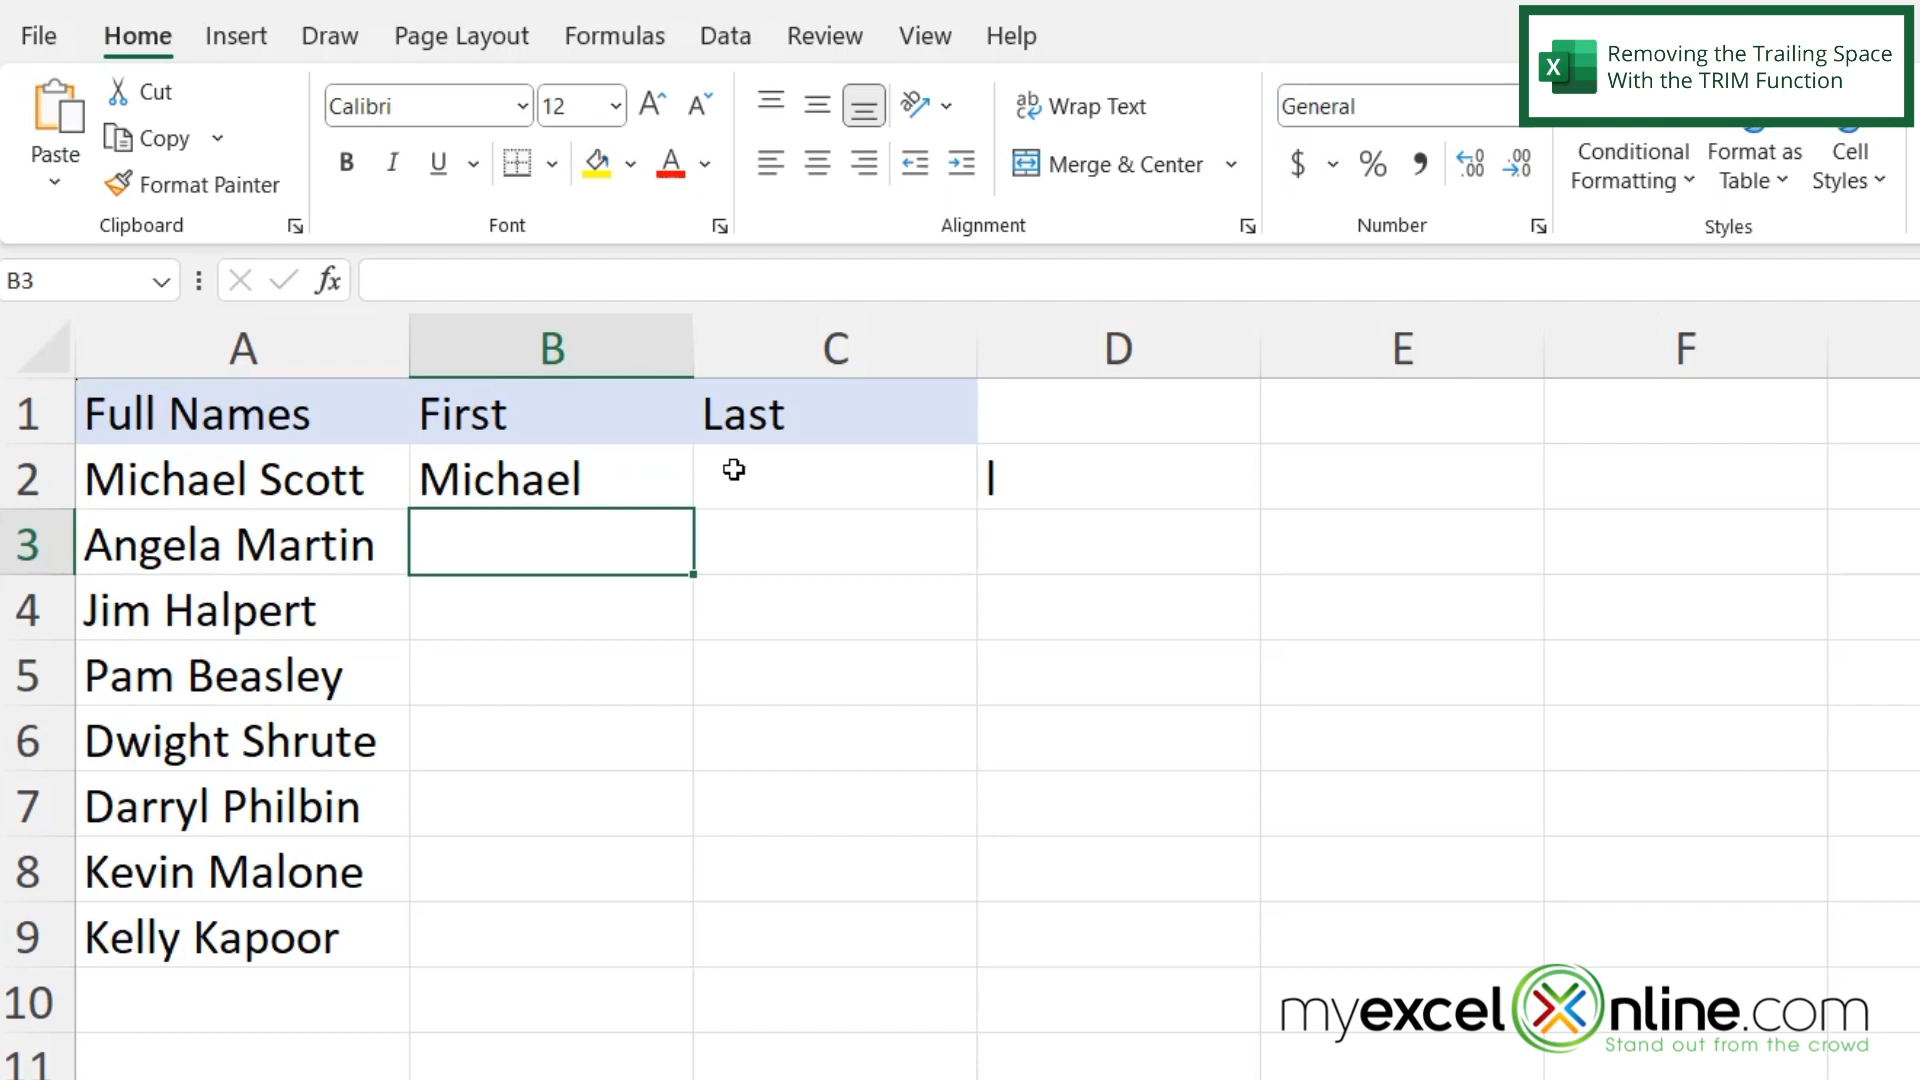 File Home Insert Draw Page Layout Formulas Data Review View Help
Removing the Trailing Space
With the TRIM Function
Paste
Cut
Copy
Format Painter
Clipboard
Calibri 12
B I U
Font
Wrap Text
Merge & Center
Alignment
General
$ % 9
Number
Conditional Formatting
Format as Table
Cell Styles
Styles
B3 fx
A B C D E F
1 Full Names First Last
2 Michael Scott Michael l
3 Angela Martin
4 Jim Halpert
5 Pam Beasley
6 Dwight Shrute
7 Darryl Philbin
8 Kevin Malone
9 Kelly Kapoor
10
11
myexcelonline.com
Stand out from the crowd